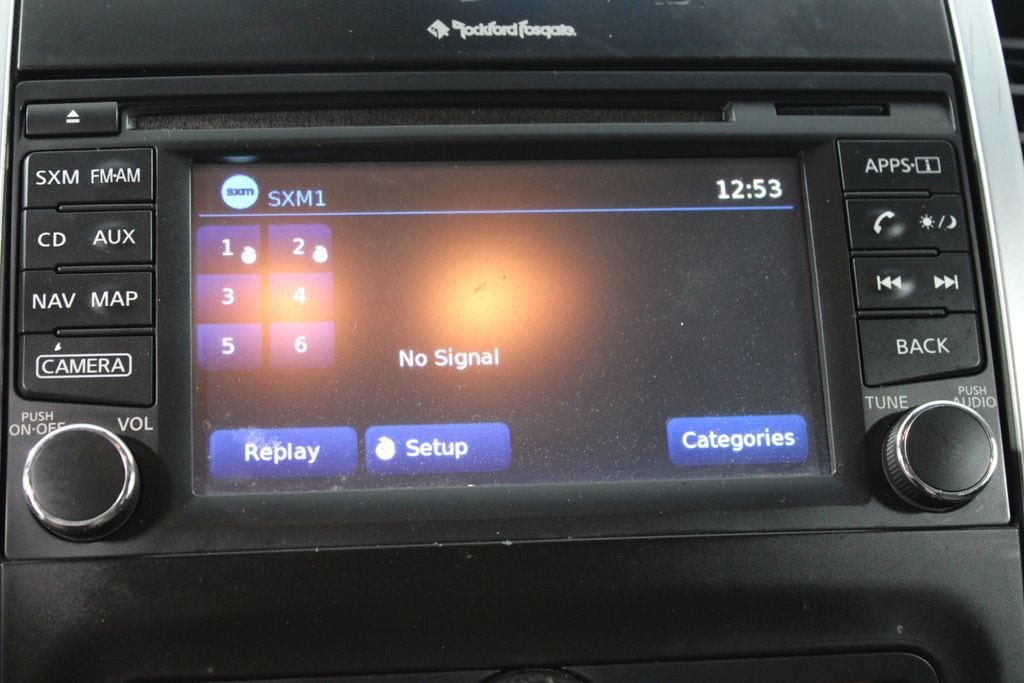 Rockford Fosgate
SXM FM·AM
CD AUX
NAV MAP
CAMERA
PUSH
ON·OFF
VOL
sxm SXM1
12:53
1 2
3 4
5 6
No Signal
Replay
Setup
Categories
APPS·i
BACK
TUNE
PUSH
AUDIO